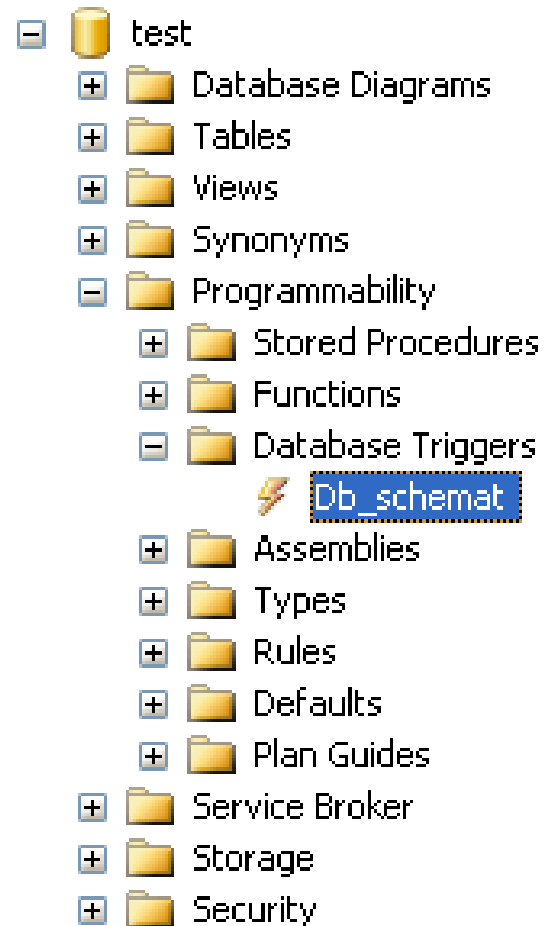 test
Database Diagrams
Tables
Views
Synonyms
Programmability
Stored Procedures
Functions
Database Triggers
Db_schemat
Assemblies
Types
Rules
Defaults
Plan Guides
Service Broker
Storage
Security